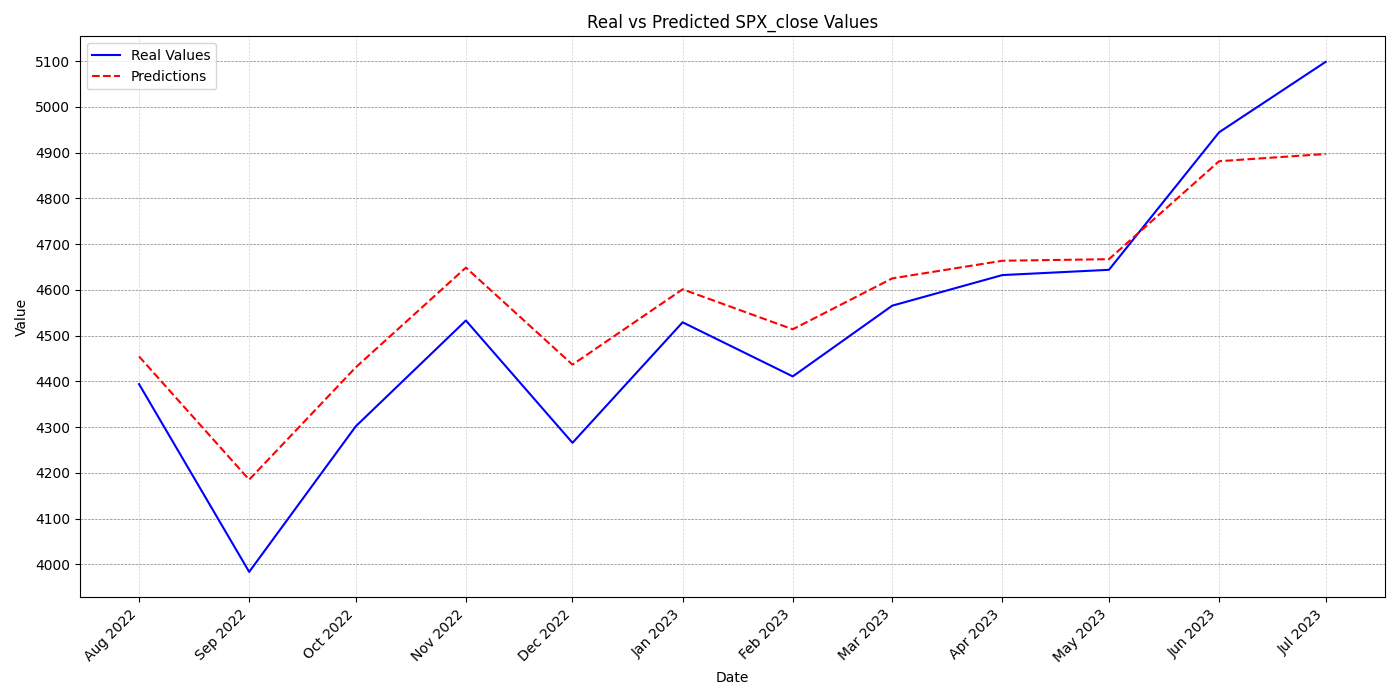 Real vs Predicted SPX_close Values
Real Values
Predictions
5100
5000
4900
4800
4700
4600
4500
4400
4300
4200
4100
4000
Value
Aug 2022
Sep 2022
Oct 2022
Nov 2022
Dec 2022
Jan 2023
Feb 2023
Mar 2023
Apr 2023
May 2023
Jun 2023
Jul 2023
Date